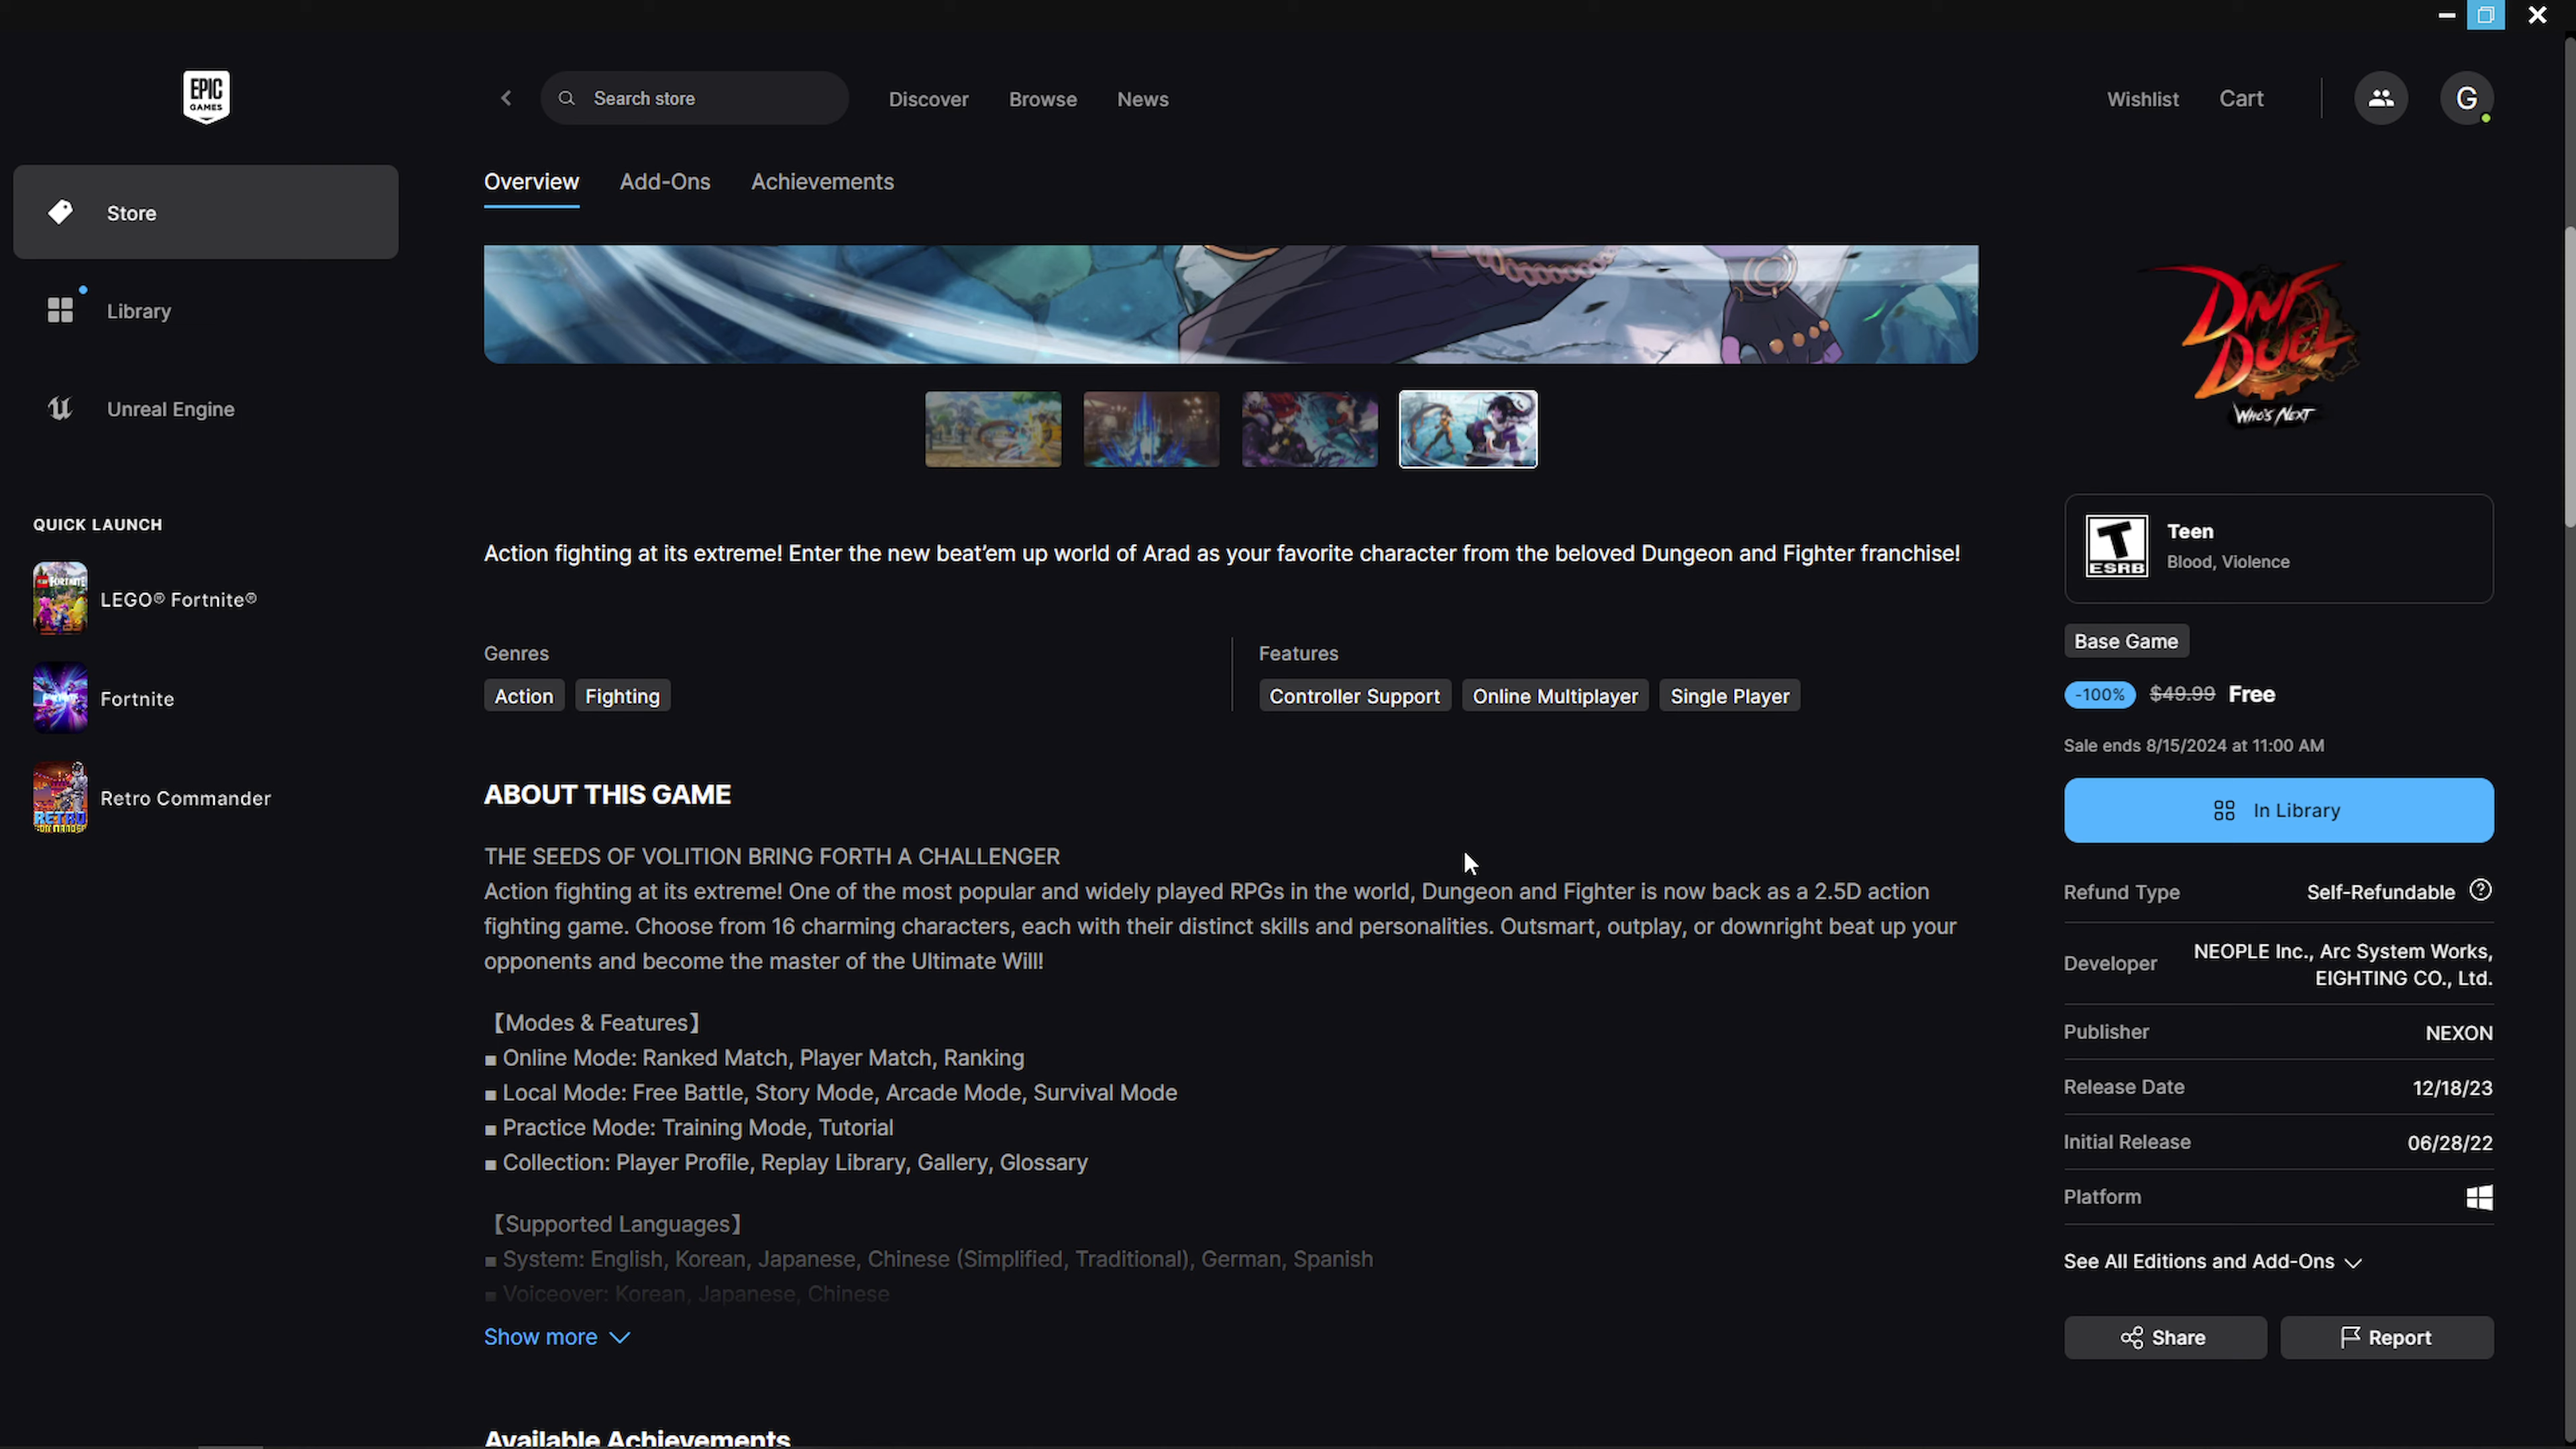 EPIC
GAMES
Search store
Discover
Browse
News
Wishlist
Cart
G
Store
Library
Unreal Engine
QUICK LAUNCH
LEGO® Fortnite®
Fortnite
Retro Commander
Overview
Add-Ons
Achievements
Action fighting at its extreme! Enter the new beat’em up world of Arad as your favorite character from the beloved Dungeon and Fighter franchise!
Genres
Action
Fighting
Features
Controller Support
Online Multiplayer
Single Player
ABOUT THIS GAME
THE SEEDS OF VOLITION BRING FORTH A CHALLENGER
Action fighting at its extreme! One of the most popular and widely played RPGs in the world, Dungeon and Fighter is now back as a 2.5D action
fighting game. Choose from 16 charming characters, each with their distinct skills and personalities. Outsmart, outplay, or downright beat up your
opponents and become the master of the Ultimate Will!
【Modes & Features】
■ Online Mode: Ranked Match, Player Match, Ranking
■ Local Mode: Free Battle, Story Mode, Arcade Mode, Survival Mode
■ Practice Mode: Training Mode, Tutorial
■ Collection: Player Profile, Replay Library, Gallery, Glossary
【Supported Languages】
■ System: English, Korean, Japanese, Chinese (Simplified, Traditional), German, Spanish
■ Voiceover: Korean, Japanese, Chinese
Show more
Available Achievements
DNF
DUEL
WHO'S NEXT
T
ESRB
Teen
Blood, Violence
Base Game
-100% $49.99 Free
Sale ends 8/15/2024 at 11:00 AM
In Library
Refund Type Self-Refundable
Developer NEOPLE Inc., Arc System Works,
EIGHTING CO., Ltd.
Publisher NEXON
Release Date 12/18/23
Initial Release 06/28/22
Platform
See All Editions and Add-Ons
Share
Report